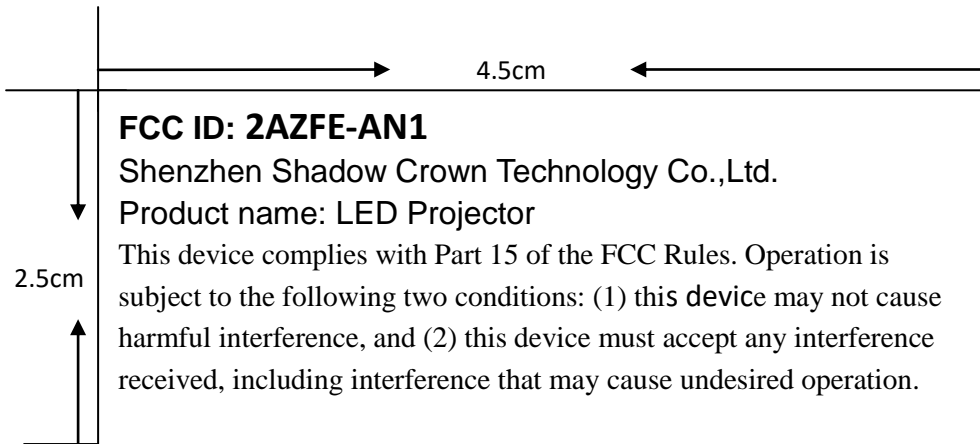 4.5cm
FCC ID: 2AZFE-AN1
Shenzhen Shadow Crown Technology Co.,Ltd.
Product name: LED Projector
This device complies with Part 15 of the FCC Rules. Operation is
2.5cm
subject to the following two conditions: (1) this device may not cause
harmful interference, and (2) this device must accept any interference
received, including interference that may cause undesired operation.